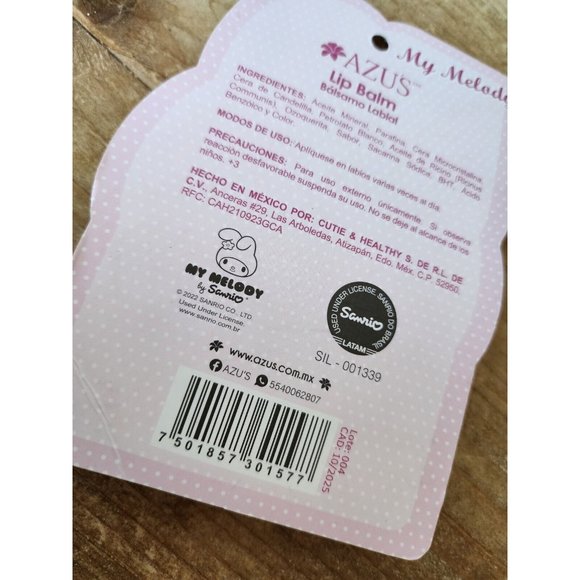 My Melody
AZU'S™
Lip Balm
Bálsamo Labial
INGREDIENTES: Aceite Mineral, Parafina, Cera Microcristalina,
Cera de Candelilla, Petrolato Blanco, Aceite de Ricino (Ricinus
Communis), Ozoquerita, Sabor, Sacarina Sódica, BHT, Ácido
Benzoico y Color.
MODOS DE USO: Aplíquese en labios varias veces al día.
PRECAUCIONES: Para uso externo únicamente. Si observa
reacción desfavorable suspenda su uso. No se deje al alcance de los
niños. +3
HECHO EN MÉXICO POR: CUTIE & HEALTHY S. DE R.L. DE
C.V., Anceras #29, Las Arboledas, Atizapán, Edo. Méx. C.P. 52950,
RFC: CAH210923GCA
MY MELODY
by Sanrio
© 2022 SANRIO CO. LTD
Used Under License.
www.sanrio.com.br
USED UNDER LICENSE. SANRIO DO BRASIL
Sanrio
LATAM
SIL - 001339
www.azus.com.mx
AZU'S 5540062807
7 501857 301577
Lote: 004
CAD: 10/2025